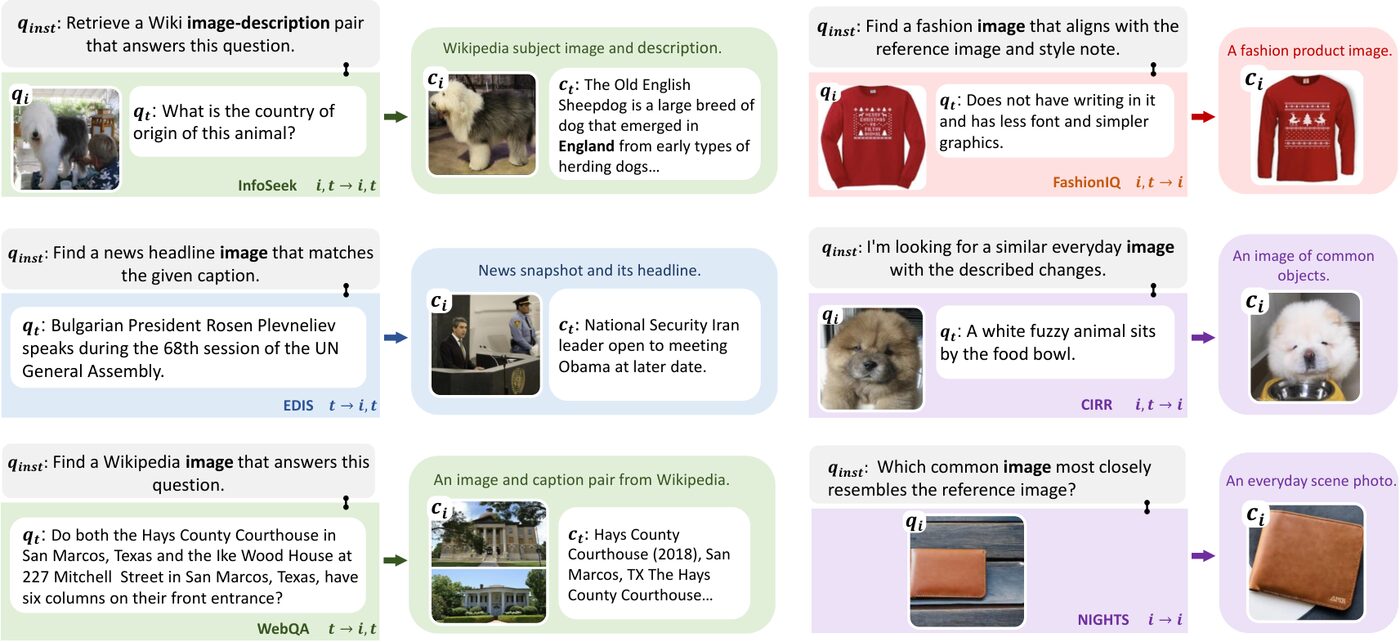 q_inst: Retrieve a Wiki image-description pair
that answers this question.
q_i
q_t: What is the country of
origin of this animal?
InfoSeek i, t → i, t
Wikipedia subject image and description.
c_i
c_t: The Old English
Sheepdog is a large breed of
dog that emerged in
England from early types of
herding dogs...
q_inst: Find a fashion image that aligns with the
reference image and style note.
q_i
MERRY
CHRISTMAS
YA
FILTHY
ANIMAL
q_t: Does not have writing in it
and has less font and simpler
graphics.
FashionIQ i, t → i
A fashion product image.
c_i
q_inst: Find a news headline image that matches
the given caption.
q_t: Bulgarian President Rosen Plevneliev
speaks during the 68th session of the UN
General Assembly.
EDIS t → i, t
News snapshot and its headline.
c_i
c_t: National Security Iran
leader open to meeting
Obama at later date.
q_inst: I'm looking for a similar everyday image
with the described changes.
q_i
q_t: A white fuzzy animal sits
by the food bowl.
CIRR i, t → i
An image of common
objects.
c_i
q_inst: Find a Wikipedia image that answers this
question.
q_t: Do both the Hays County Courthouse in
San Marcos, Texas and the Ike Wood House at
227 Mitchell Street in San Marcos, Texas, have
six columns on their front entrance?
WebQA t → i, t
An image and caption pair from Wikipedia.
c_i
c_t: Hays County
Courthouse (2018), San
Marcos, TX The Hays
County Courthouse...
q_inst: Which common image most closely
resembles the reference image?
q_i
NIGHTS i → i
An everyday scene photo.
c_i